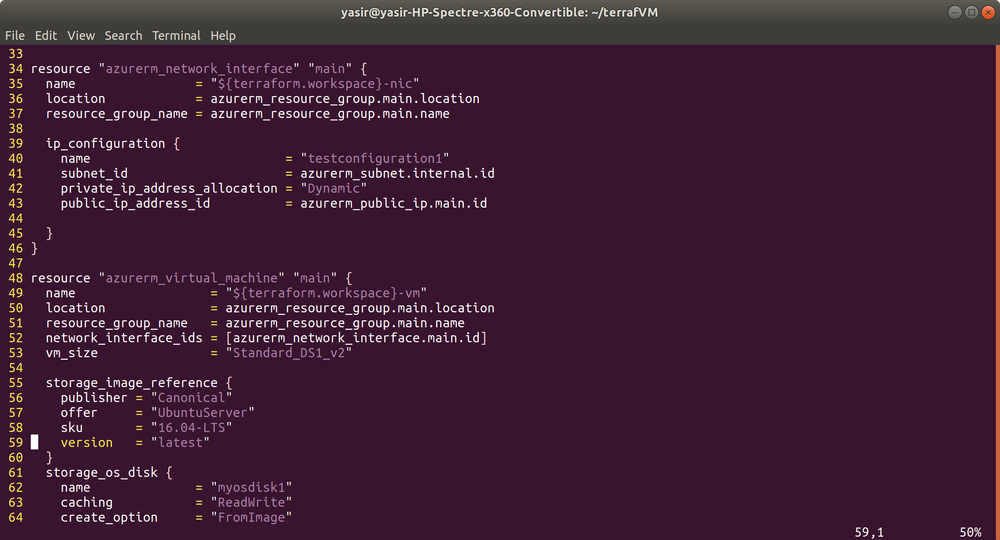 yasir@yasir-HP-Spectre-x360-Convertible: ~/terrafVM
File Edit View Search Terminal Help
33
34 resource "azurerm_network_interface" "main" {
35   name                = "${terraform.workspace}-nic"
36   location            = azurerm_resource_group.main.location
37   resource_group_name = azurerm_resource_group.main.name
38
39   ip_configuration {
40     name                          = "testconfiguration1"
41     subnet_id                     = azurerm_subnet.internal.id
42     private_ip_address_allocation = "Dynamic"
43     public_ip_address_id          = azurerm_public_ip.main.id
44
45   }
46 }
47
48 resource "azurerm_virtual_machine" "main" {
49   name                  = "${terraform.workspace}-vm"
50   location              = azurerm_resource_group.main.location
51   resource_group_name   = azurerm_resource_group.main.name
52   network_interface_ids = [azurerm_network_interface.main.id]
53   vm_size               = "Standard_DS1_v2"
54
55   storage_image_reference {
56     publisher = "Canonical"
57     offer     = "UbuntuServer"
58     sku       = "16.04-LTS"
59     version   = "latest"
60   }
61   storage_os_disk {
62     name              = "myosdisk1"
63     caching           = "ReadWrite"
64     create_option     = "FromImage"
59,1          50%